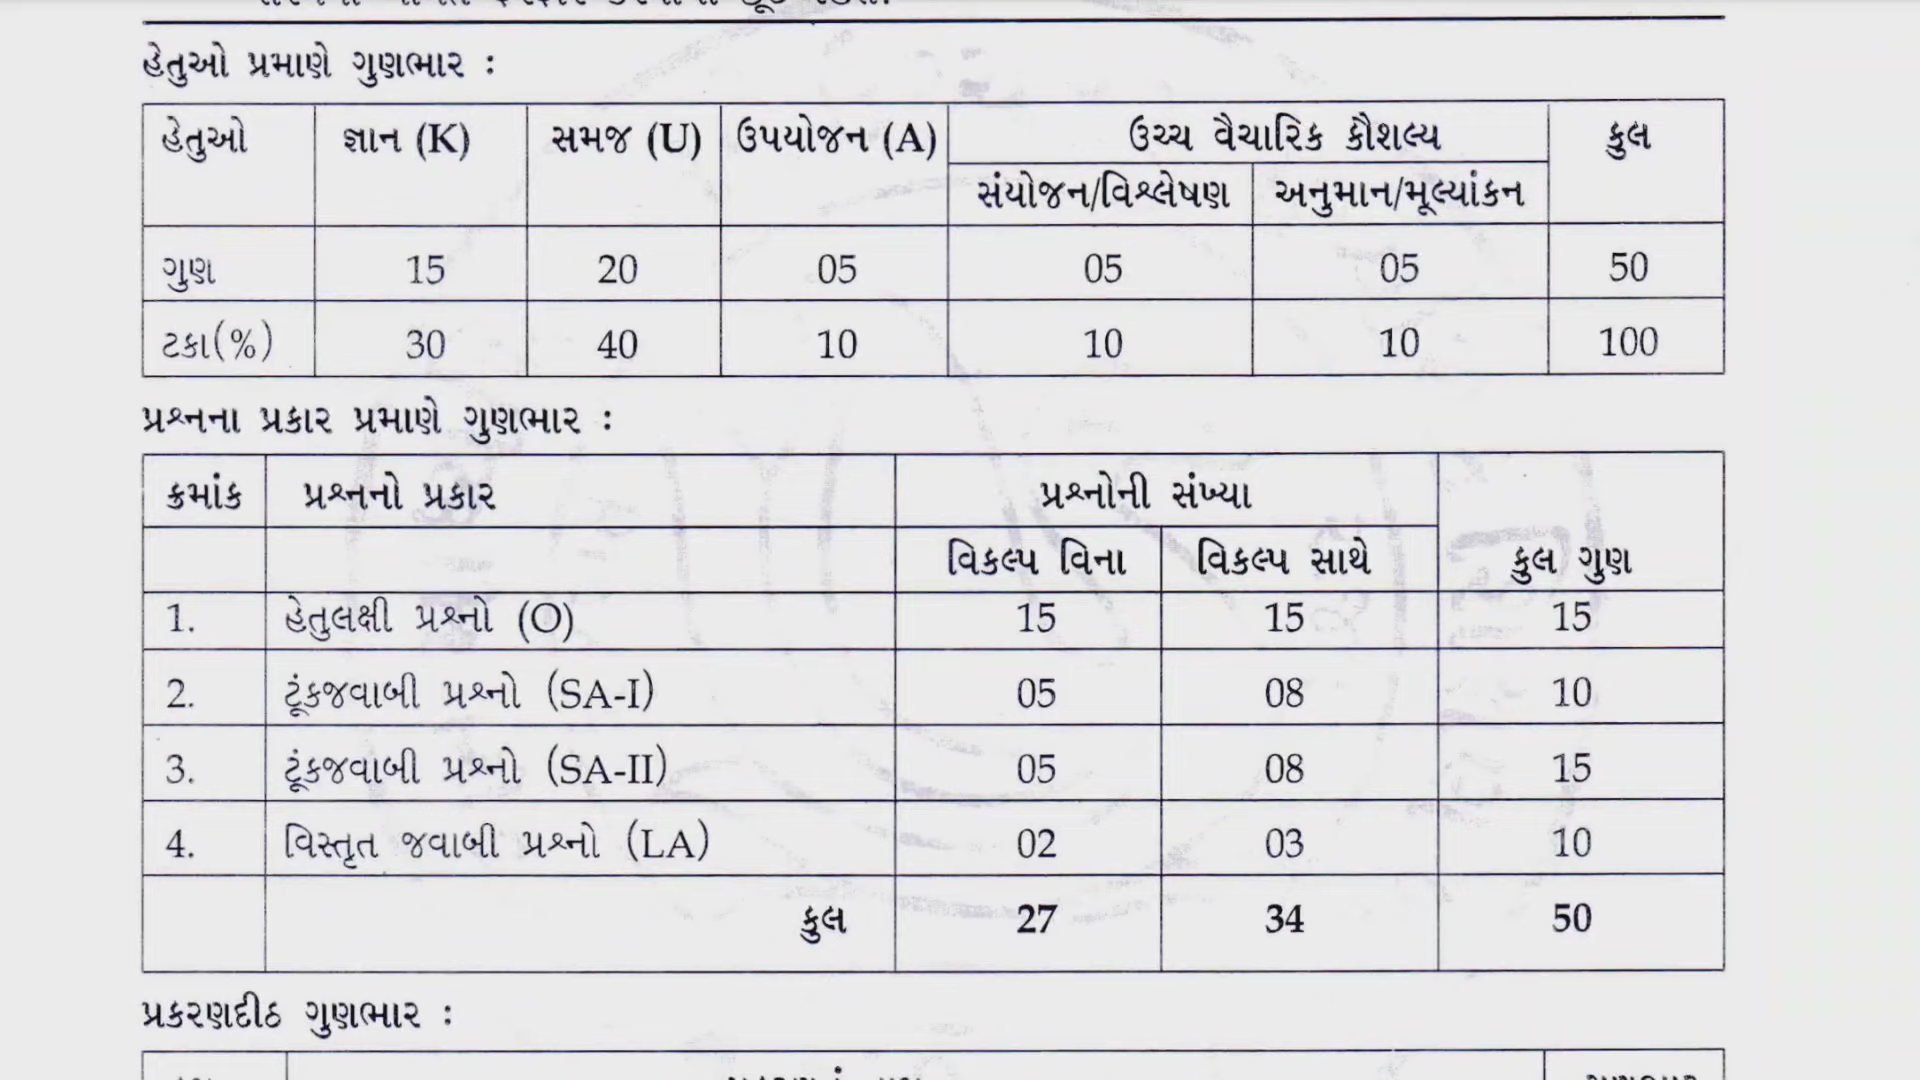 હેતુઓ પ્રમાણે ગુણભાર :
હેતુઓ જ્ઞાન (K) સમજ (U) ઉપયોજન (A) ઉચ્ચ વૈચારિક કૌશલ્ય કુલ
સંયોજન/વિશ્લેષણ અનુમાન/મૂલ્યાંકન
ગુણ 15 20 05 05 05 50
ટકા(%) 30 40 10 10 10 100
પ્રશ્નના પ્રકાર પ્રમાણે ગુણભાર :
ક્રમાંક પ્રશ્નનો પ્રકાર પ્રશ્નોની સંખ્યા
વિકલ્પ વિના વિકલ્પ સાથે કુલ ગુણ
1. હેતુલક્ષી પ્રશ્નો (O) 15 15 15
2. ટૂંકજવાબી પ્રશ્નો (SA-I) 05 08 10
3. ટૂંકજવાબી પ્રશ્નો (SA-II) 05 08 15
4. વિસ્તૃત જવાબી પ્રશ્નો (LA) 02 03 10
કુલ 27 34 50
પ્રકરણદીઠ ગુણભાર :